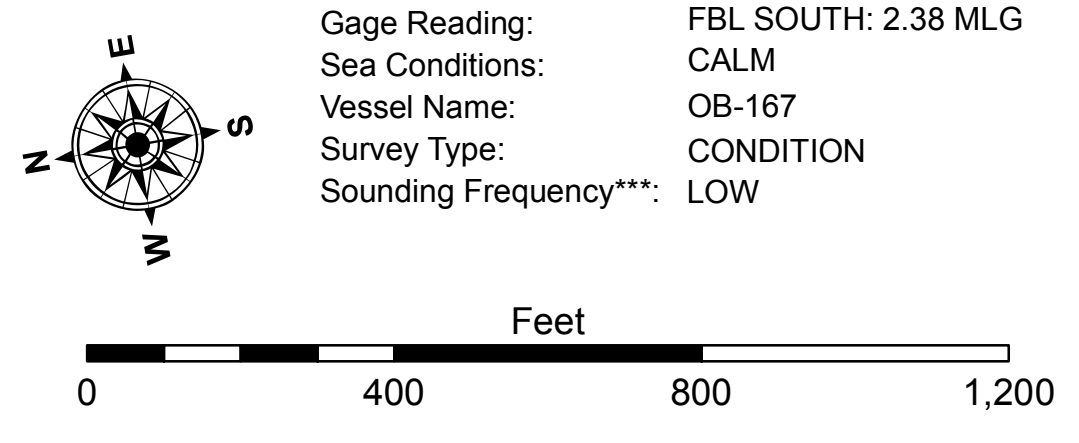 E
N
S
W
Gage Reading: FBL SOUTH: 2.38 MLG
Sea Conditions: CALM
Vessel Name: OB-167
Survey Type: CONDITION
Sounding Frequency***: LOW
Feet
0 400 800 1,200